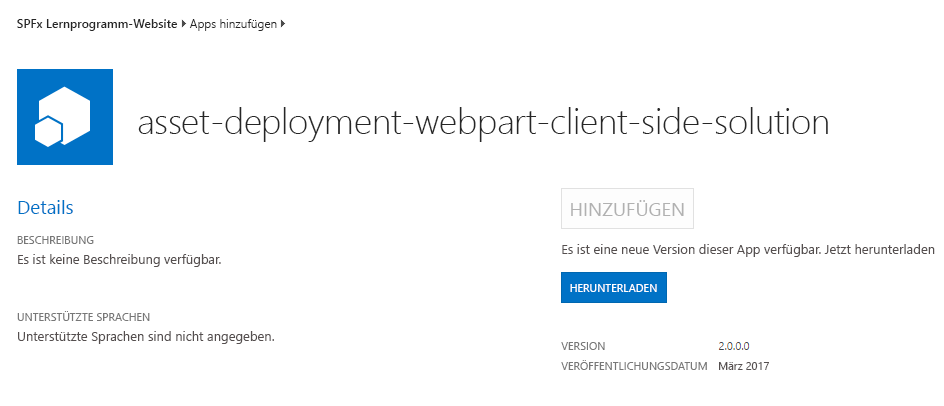 SPFx Lernprogramm-Website ▸ Apps hinzufügen ▸
asset-deployment-webpart-client-side-solution
Details
BESCHREIBUNG
Es ist keine Beschreibung verfügbar.
UNTERSTÜTZTE SPRACHEN
Unterstützte Sprachen sind nicht angegeben.
HINZUFÜGEN
Es ist eine neue Version dieser App verfügbar. Jetzt herunterladen
HERUNTERLADEN
VERSION 2.0.0.0
VERÖFFENTLICHUNGSDATUM März 2017